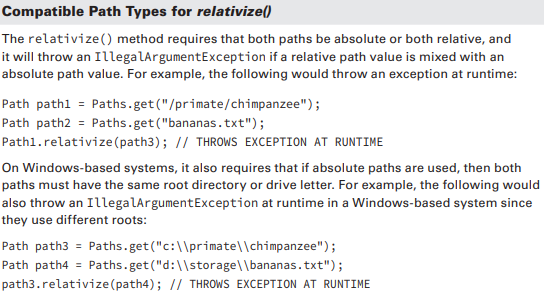 Compatible Path Types for relativize()
The relativize() method requires that both paths be absolute or both relative, and
it will throw an IllegalArgumentException if a relative path value is mixed with an
absolute path value. For example, the following would throw an exception at runtime:
Path path1 = Paths.get("/primate/chimpanzee");
Path path2 = Paths.get("bananas.txt");
Path1.relativize(path3); // THROWS EXCEPTION AT RUNTIME
On Windows-based systems, it also requires that if absolute paths are used, then both
paths must have the same root directory or drive letter. For example, the following would
also throw an IllegalArgumentException at runtime in a Windows-based system since
they use different roots:
Path path3 = Paths.get("c:\\primate\\chimpanzee");
Path path4 = Paths.get("d:\\storage\\bananas.txt");
path3.relativize(path4); // THROWS EXCEPTION AT RUNTIME